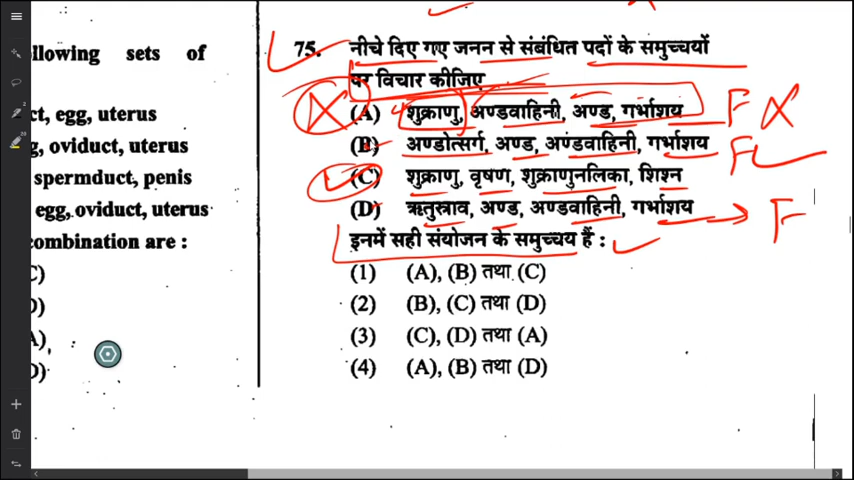 llowing sets of
ct, egg, uterus
g, oviduct, uterus
spermduct, penis
egg, oviduct, uterus
combination are :
C)
D)
A)
D)
75. नीचे दिए गए जनन से संबंधित पदों के समुच्चयों
पर विचार कीजिए
(A) शुक्राणु, अण्डवाहिनी, अण्ड, गर्भाशय F
(B) अण्डोत्सर्ग, अण्ड, अण्डवाहिनी, गर्भाशय F
(C) शुक्राणु, वृषण, शुक्राणुनलिका, शिश्न
(D) ऋतुस्त्राव, अण्ड, अण्डवाहिनी, गर्भाशय F
इनमें सही संयोजन के समुच्चय हैं :
(1) (A), (B) तथा (C)
(2) (B), (C) तथा (D)
(3) (C), (D) तथा (A)
(4) (A), (B) तथा (D)